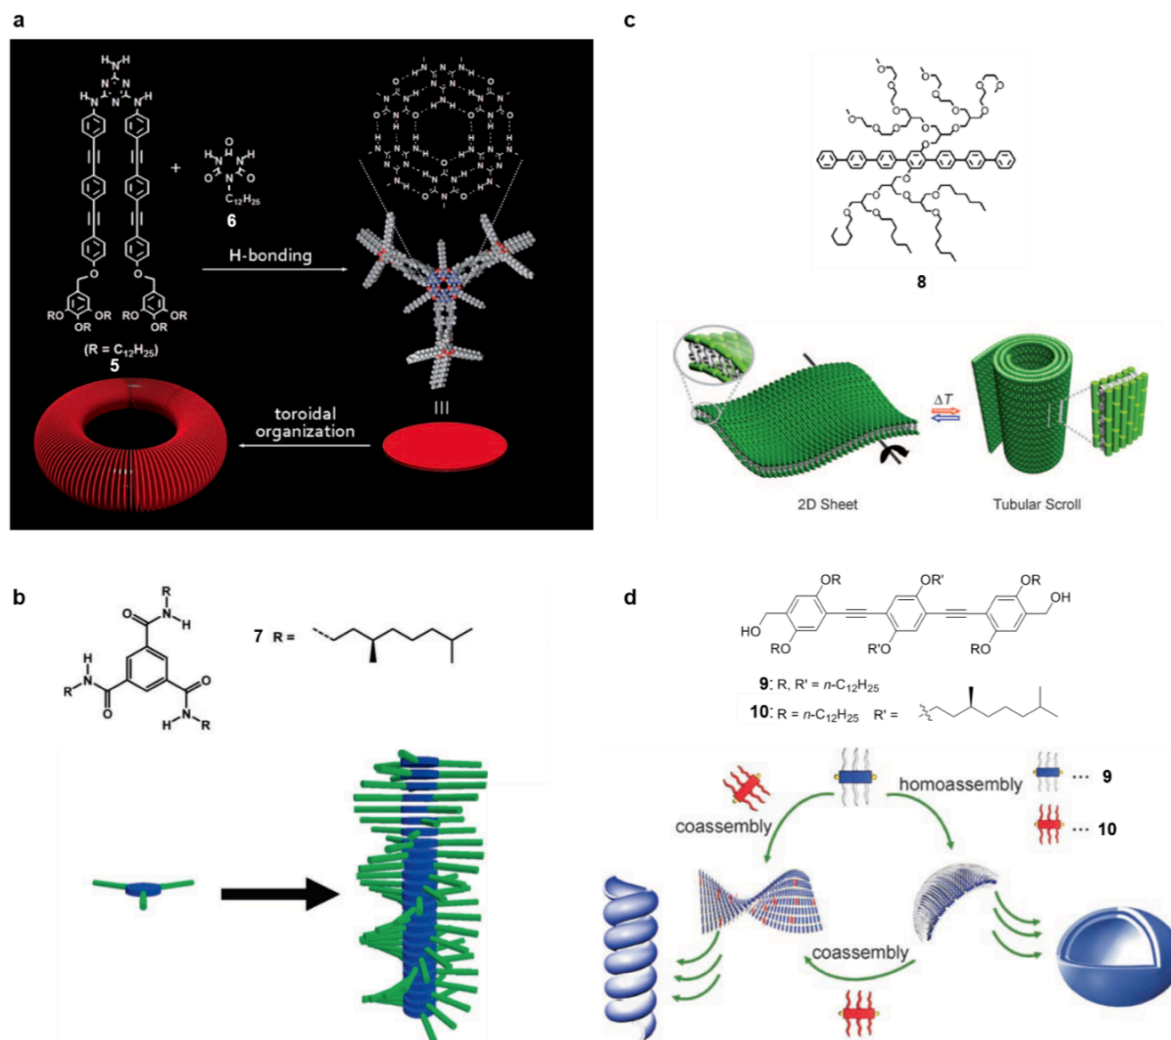 a
H N H
N N
H-N N N-H
O
H N N H
O N O
C12H25
+
6
H-bonding
O O
RO OR RO OR
OR OR
(R = C12H25)
5
toroidal
organization
b
R
O N H
H
N O
R O
N R
H
7 R =
c
8
ΔT
2D Sheet
Tubular Scroll
d
OR OR' OR
OH
HO
RO R'O RO
9: R, R' = n-C12H25
10: R = n-C12H25 R' =
homoassembly
... 9
coassembly
... 10
coassembly